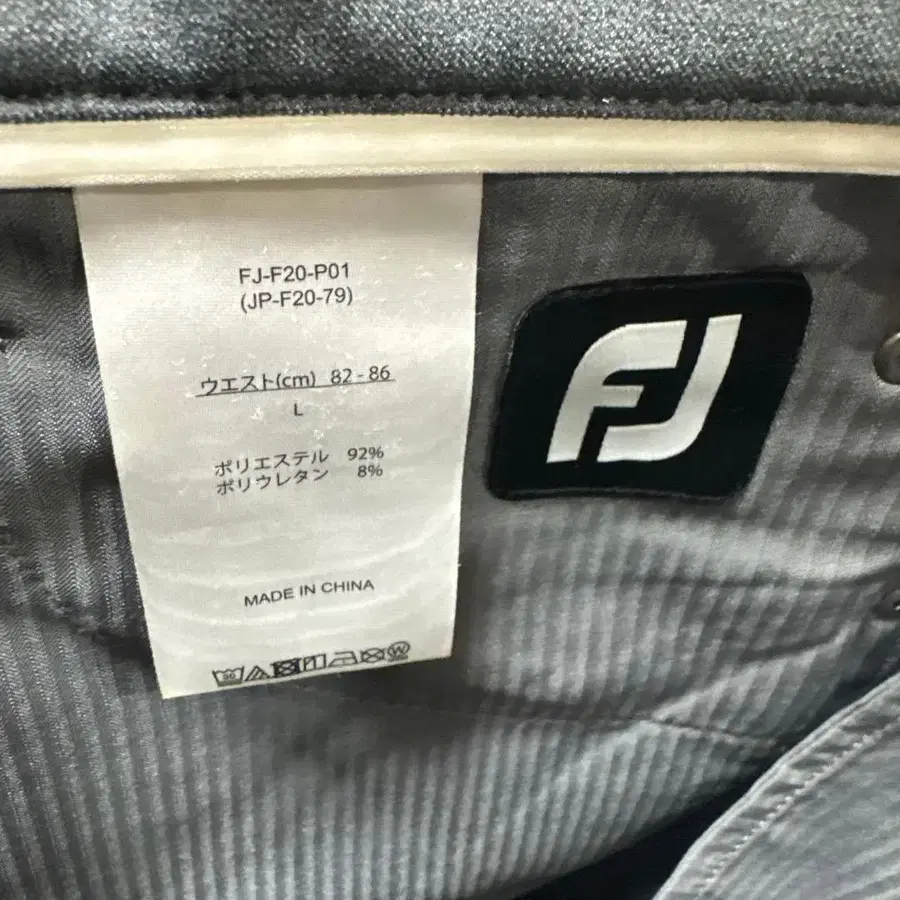 FJ-F20-P01
(JP-F20-79)
ウエスト(cm) 82 - 86
L
ポリエステル 92%
ポリウレタン 8%
MADE IN CHINA
30
W
FJ